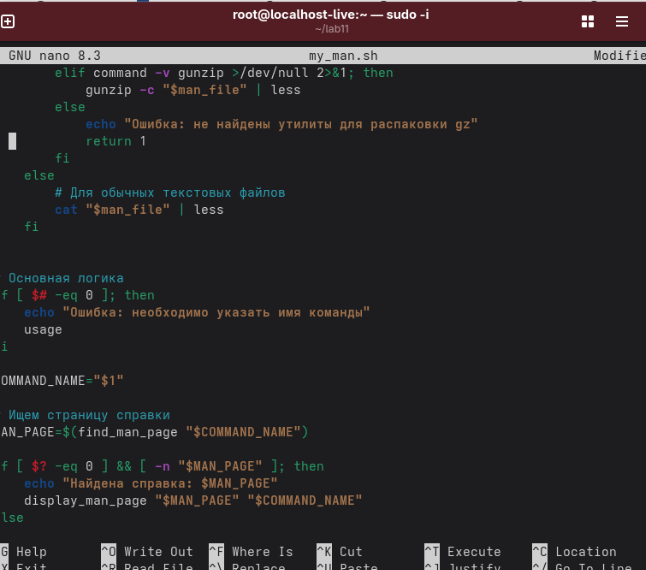 root@localhost-live:~ — sudo -i
~/lab11
GNU nano 8.3 my_man.sh Modifie
elif command -v gunzip >/dev/null 2>&1; then
gunzip -c "$man_file" | less
else
echo "Ошибка: не найдены утилиты для распаковки gz"
return 1
fi
else
# Для обычных текстовых файлов
cat "$man_file" | less
fi
Основная логика
f [ $# -eq 0 ]; then
echo "Ошибка: необходимо указать имя команды"
usage
i
OMMAND_NAME="$1"
Ищем страницу справки
AN_PAGE=$(find_man_page "$COMMAND_NAME")
f [ $? -eq 0 ] && [ -n "$MAN_PAGE" ]; then
echo "Найдена справка: $MAN_PAGE"
display_man_page "$MAN_PAGE" "$COMMAND_NAME"
lse
G Help ^O Write Out ^F Where Is ^K Cut ^T Execute ^C Location
X Exit ^R Read File ^\ Replace ^U Paste ^J Justify ^/ Go To Line